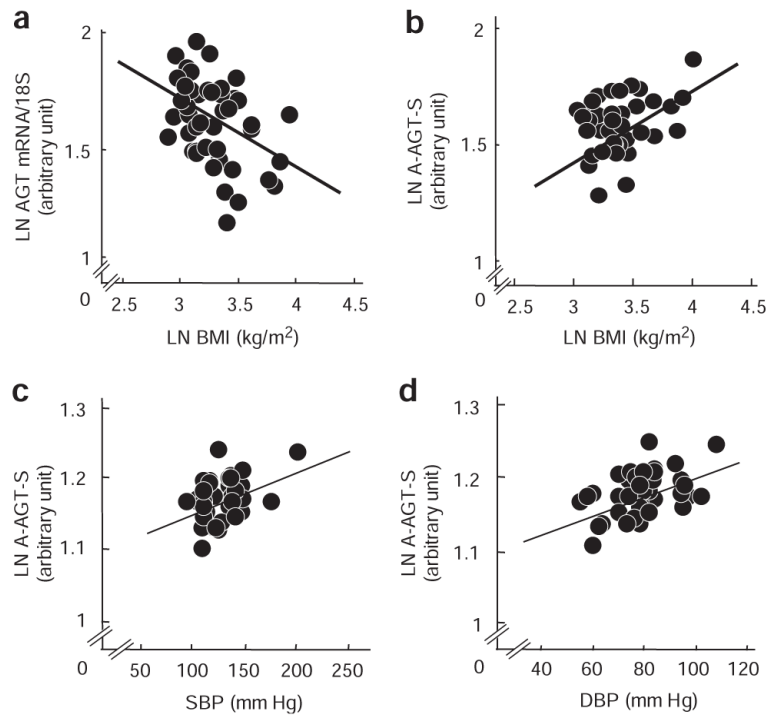 a
LN AGT mRNA/18S
(arbitrary unit)
2
1.5
1
0
2.5 3 3.5 4 4.5
LN BMI (kg/m²)
b
LN A-AGT-S
(arbitrary unit)
2
1.5
1
0
2.5 3 3.5 4 4.5
LN BMI (kg/m²)
c
LN A-AGT-S
(arbitrary unit)
1.3
1.2
1.1
1
0
50 100 150 200 250
SBP (mm Hg)
d
LN A-AGT-S
(arbitrary unit)
1.3
1.2
1.1
1
0
40 60 80 100 120
DBP (mm Hg)